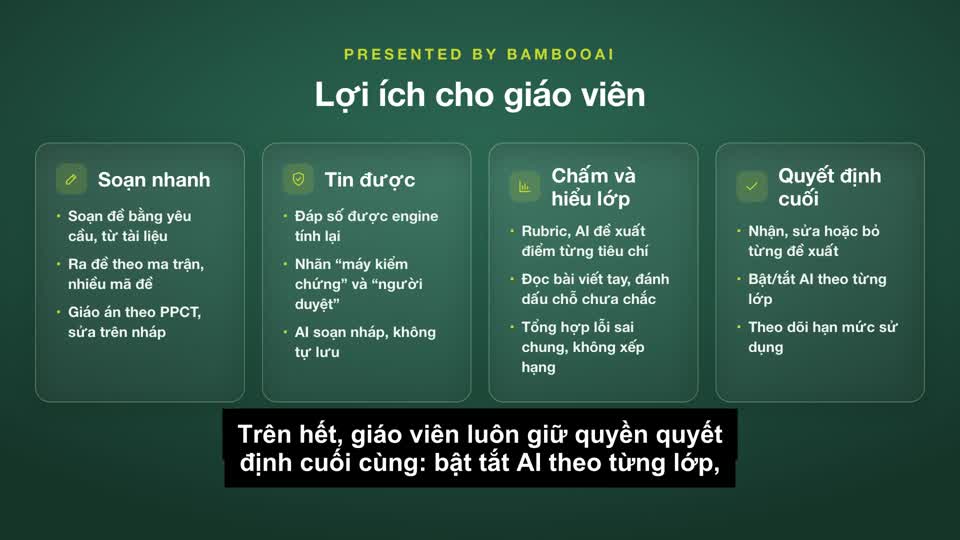 PRESENTED BY BAMBOOAI
Lợi ích cho giáo viên
Soạn nhanh
• Soạn đề bằng yêu
cầu, từ tài liệu
• Ra đề theo ma trận,
nhiều mã đề
• Giáo án theo PPCT,
sửa trên nháp
Tin được
• Đáp số được engine
tính lại
• Nhãn “máy kiểm
chứng” và “người
duyệt”
• AI soạn nháp, không
tự lưu
Chấm và
hiểu lớp
• Rubric, AI đề xuất
điểm từng tiêu chí
• Đọc bài viết tay, đánh
dấu chỗ chưa chắc
• Tổng hợp lỗi sai
chung, không xếp
hạng
Quyết định
cuối
• Nhận, sửa hoặc bỏ
từng đề xuất
• Bật/tắt AI theo từng
lớp
• Theo dõi hạn mức sử
dụng
Trên hết, giáo viên luôn giữ quyền quyết
định cuối cùng: bật tắt AI theo từng lớp,